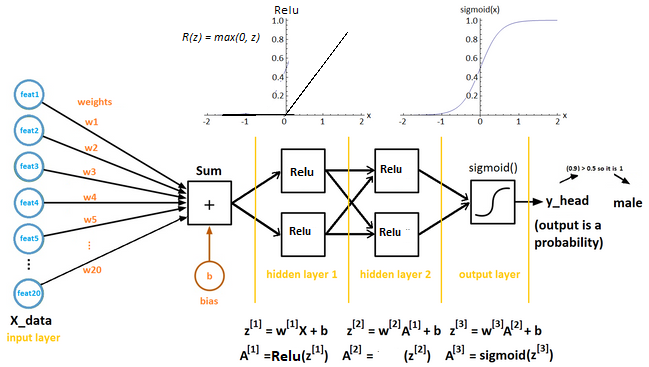 Relu
R(z) = max(0, z)
1.0
0.8
0.6
0.4
0.2
-2
-1
0
1
2
x
sigmoid(x)
1.0
0.8
0.6
0.4
0.2
-2
-1
0
1
2
x
feat1
feat2
feat3
feat4
feat5
⋮
feat20
X_data
input layer
weights
w1
w2
w3
w4
w5
⋮
w20
Sum
+
b
bias
Relu
Relu
hidden layer 1
Relu
Relu ..
hidden layer 2
sigmoid()
output layer
(0.9) > 0.5 so it is 1
y_head
male
(output is a
probability)
z[1] = w[1]X + b
z[2] = w[2]A[1] + b
z[3] = w[3]A[2] + b
A[1] =Relu(z[1])
A[2] = (z[2])
A[3] = sigmoid(z[3])